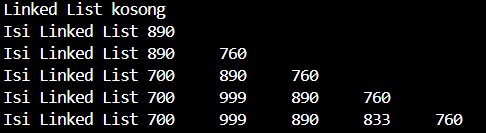 Linked List kosong
Isi Linked List 890
Isi Linked List 890 760
Isi Linked List 700 890 760
Isi Linked List 700 999 890 760
Isi Linked List 700 999 890 833 760